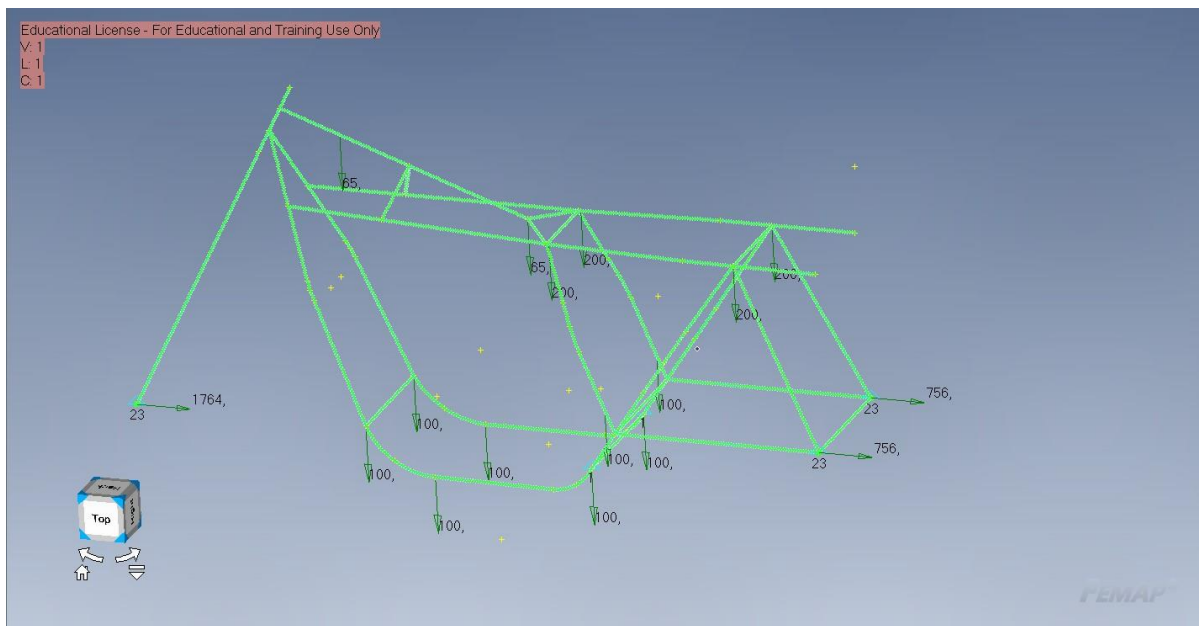 Educational License - For Educational and Training Use Only
V: 1
L: 1
C: 1
65,
65,
200,
200,
200,
200,
1764,
23
756,
23
100,
100,
756,
23
100,
100,
100,
100,
100,
100,
Top
Right
FEMAP